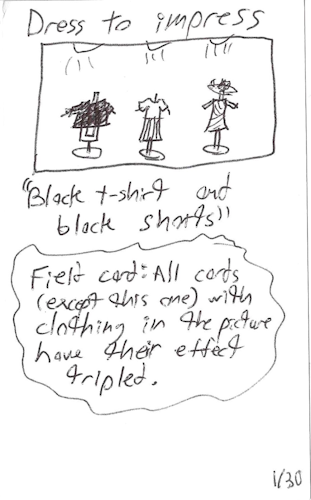 Dress to impress
"Black t-shirt and
black shorts"
Field card: All cards
(except this one) with
clothing in the picture
have their effect
tripled.
1/30